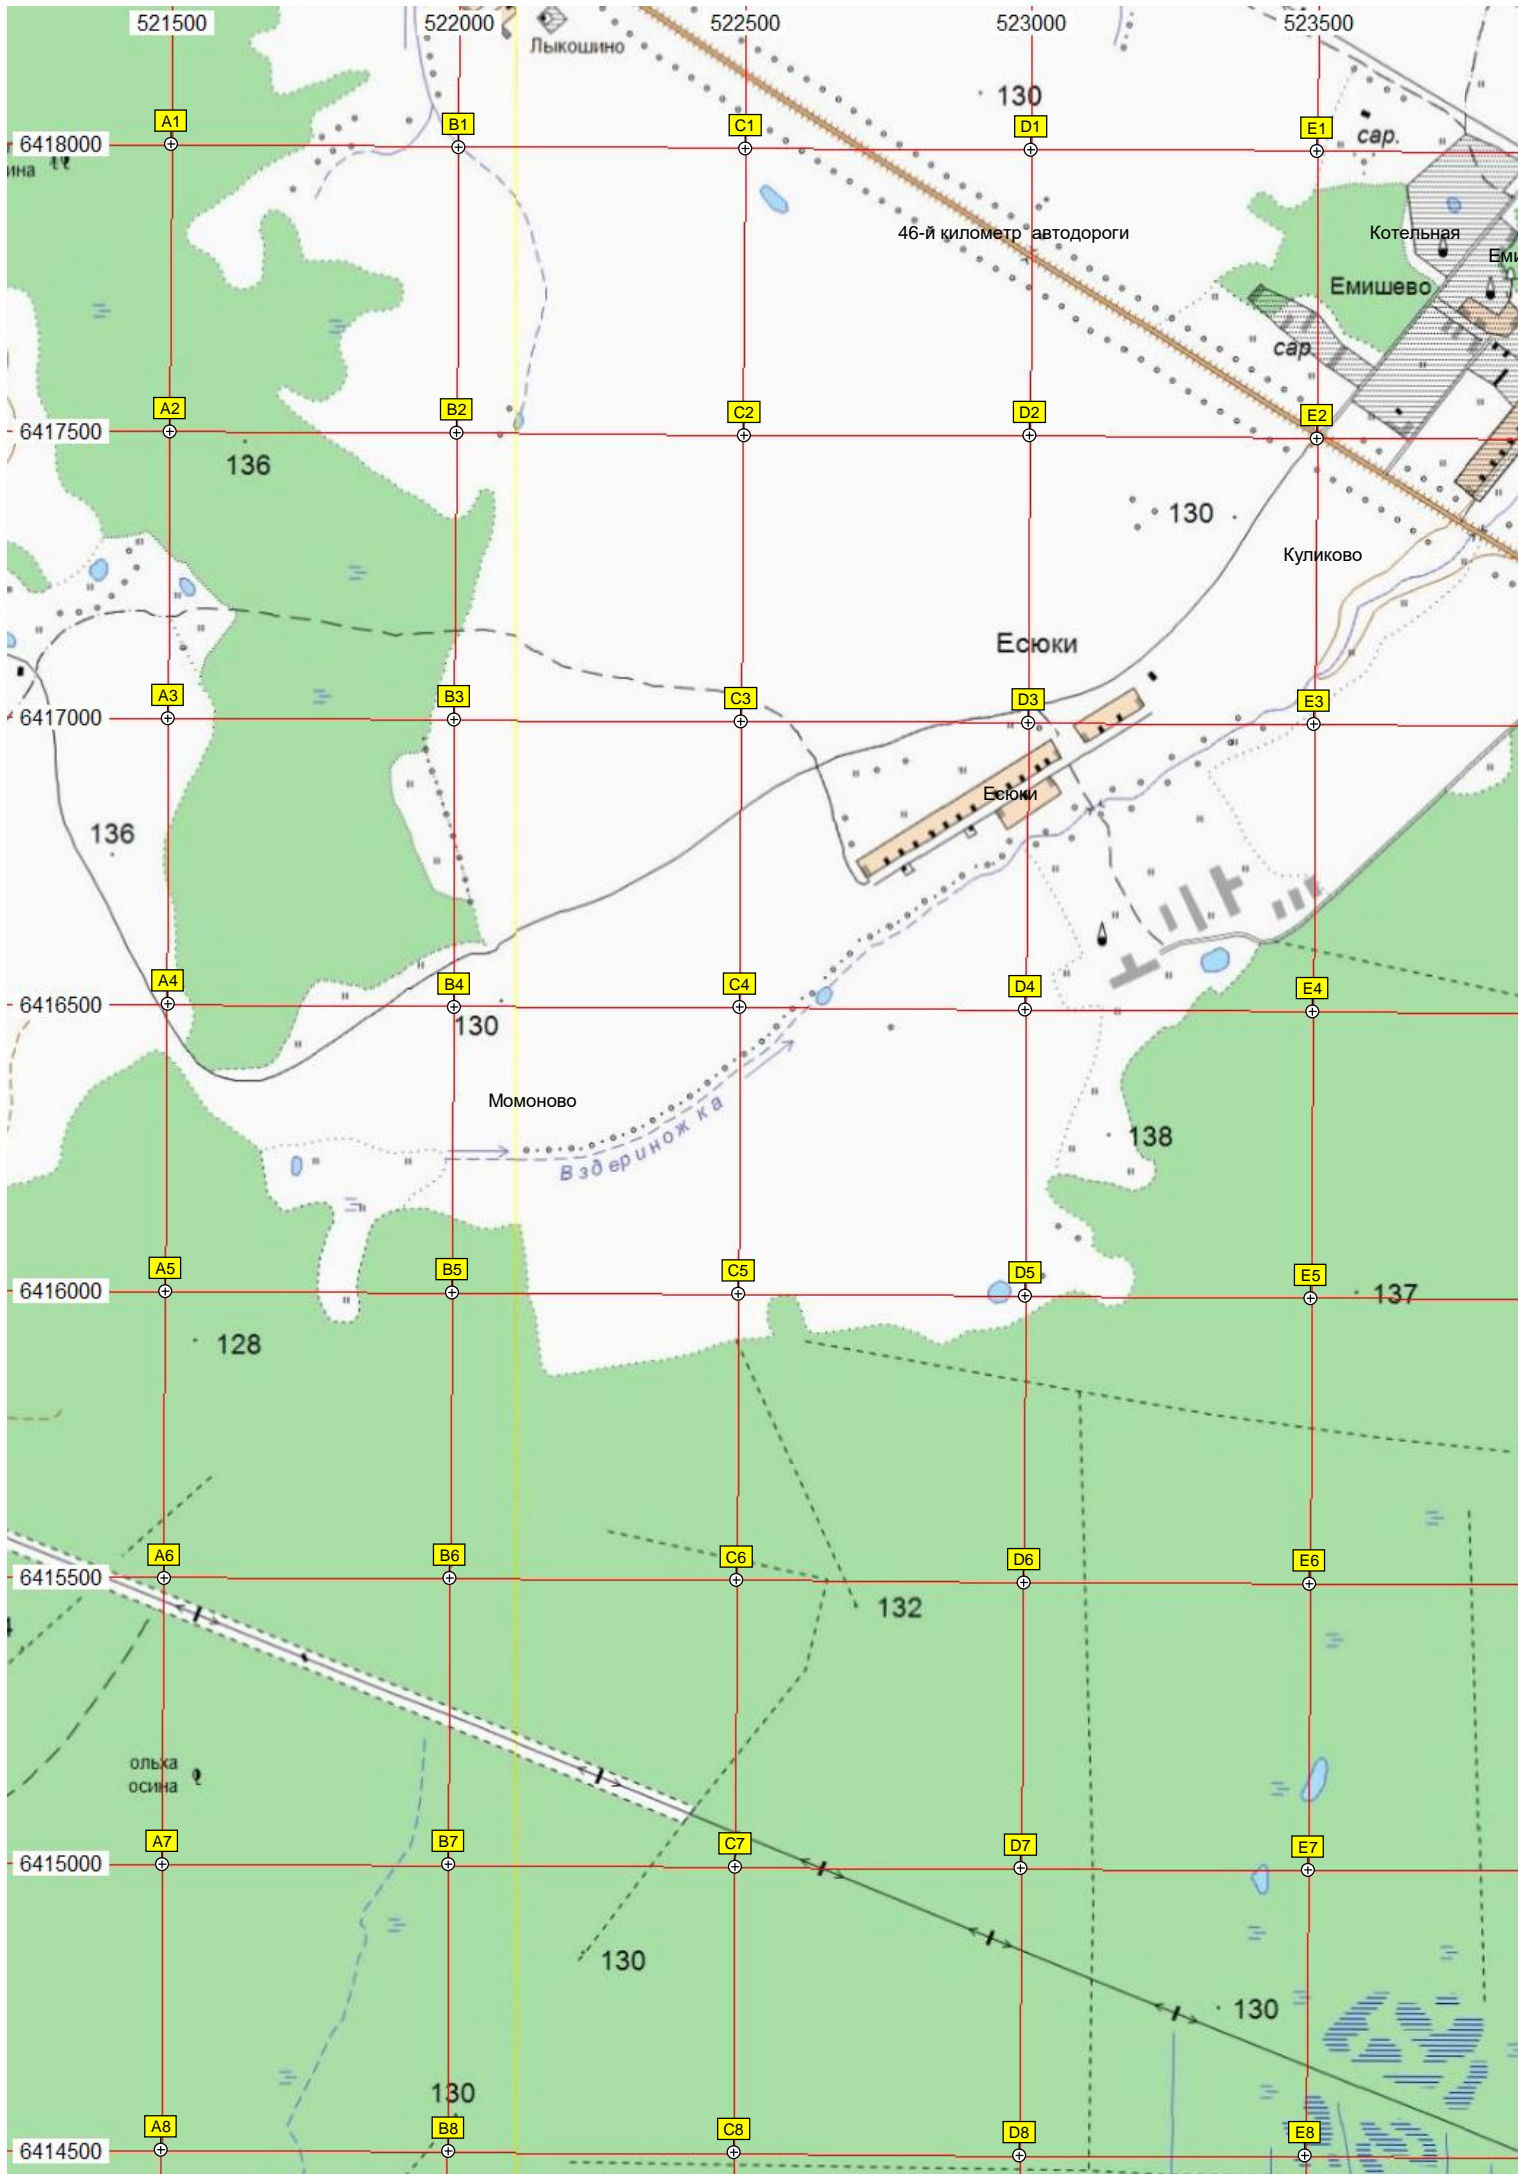 521500 522000 522500 523000 523500
Лыкошино
130
A1 B1 C1 D1 E1
сар.
6418000
ина
46-й километр автодороги
Котельная
Еми
Емишево
сар.
A2 B2 C2 D2 E2
6417500
136
130
Куликово
Есюки
A3 B3 C3 D3 E3
6417000
Есюки
136
A4 B4 C4 D4 E4
6416500
130
Момоново
Вздериножка
138
A5 B5 C5 D5 E5
6416000
137
128
A6 B6 C6 D6 E6
6415500
132
ольха
осина
A7 B7 C7 D7 E7
6415000
130
130
130
A8 B8 C8 D8 E8
6414500